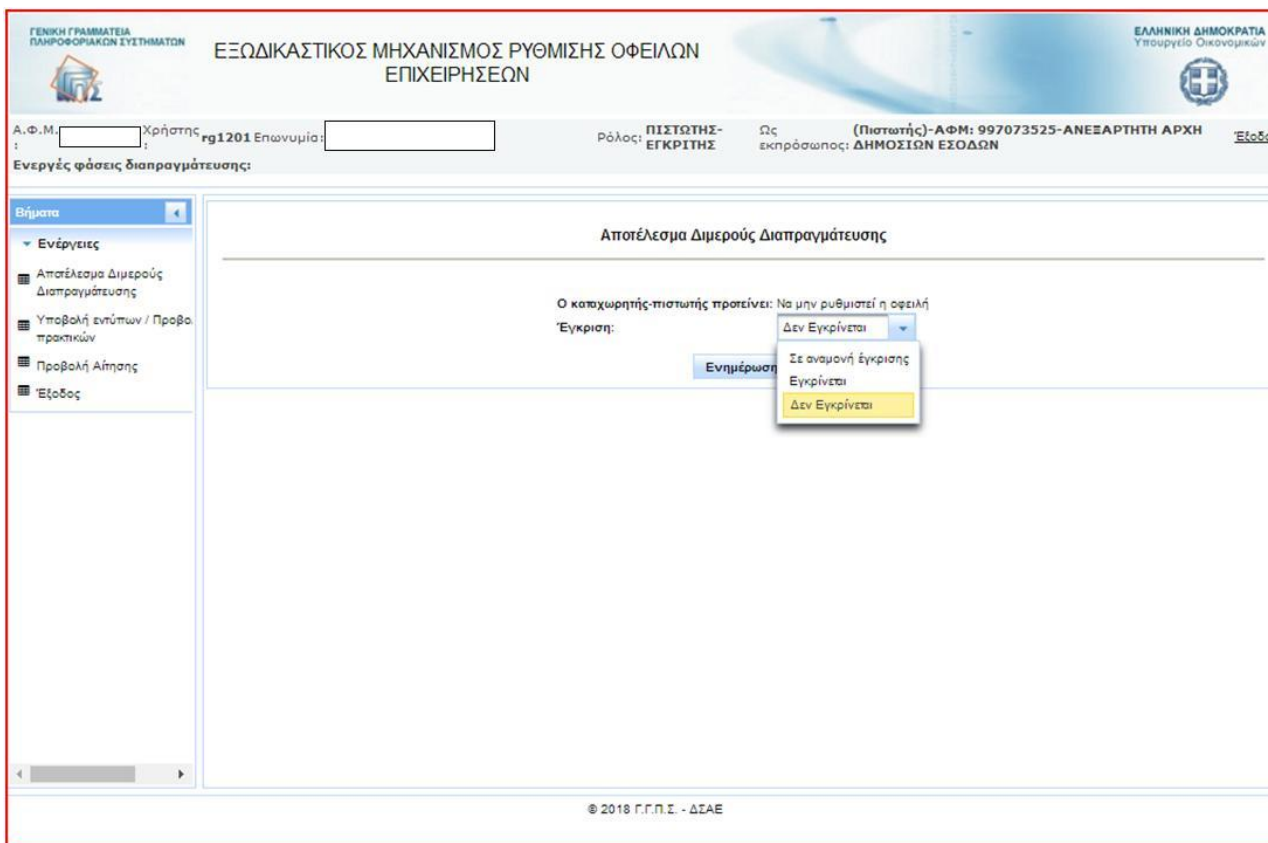 ΓΕΝΙΚΗ ΓΡΑΜΜΑΤΕΙΑ
ΠΛΗΡΟΦΟΡΙΑΚΩΝ ΣΥΣΤΗΜΑΤΩΝ
ΕΞΩΔΙΚΑΣΤΙΚΟΣ ΜΗΧΑΝΙΣΜΟΣ ΡΥΘΜΙΣΗΣ ΟΦΕΙΛΩΝ
ΕΠΙΧΕΙΡΗΣΕΩΝ
ΕΛΛΗΝΙΚΗ ΔΗΜΟΚΡΑΤΙΑ
Υπουργείο Οικονομικών
Α.Φ.Μ. : Χρήστης : rg1201 Επωνυμία:
Ρόλος: ΠΙΣΤΩΤΗΣ-
ΕΓΚΡΙΤΗΣ
Ως
εκπρόσωπος:
(Πιστωτής)-ΑΦΜ: 997073525-ΑΝΕΞΑΡΤΗΤΗ ΑΡΧΗ
ΔΗΜΟΣΙΩΝ ΕΣΟΔΩΝ
Έξοδο
Ενεργές φάσεις διαπραγμάτευσης:
Βήματα
Ενέργειες
Αποτέλεσμα Διμερούς
Διαπραγμάτευσης
Υποβολή εντύπων / Προβο
πρακτικών
Προβολή Αίτησης
Έξοδος
Αποτέλεσμα Διμερούς Διαπραγμάτευσης
Ο καταχωρητής-πιστωτής προτείνει: Να μην ρυθμιστεί η οφειλή
Έγκριση: Δεν Εγκρίνεται
Σε αναμονή έγκρισης
Εγκρίνεται
Δεν Εγκρίνεται
Ενημέρωση
© 2018 Γ.Γ.Π.Σ. - ΔΣΑΕ